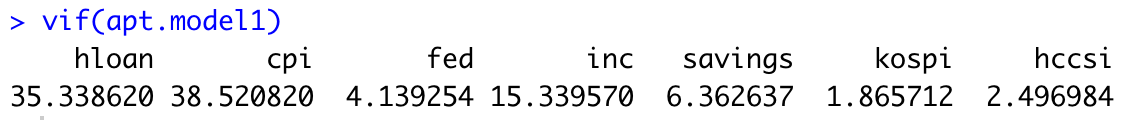 > vif(apt.model1)
hloan cpi fed inc savings kospi hccsi
35.338620 38.520820 4.139254 15.339570 6.362637 1.865712 2.496984